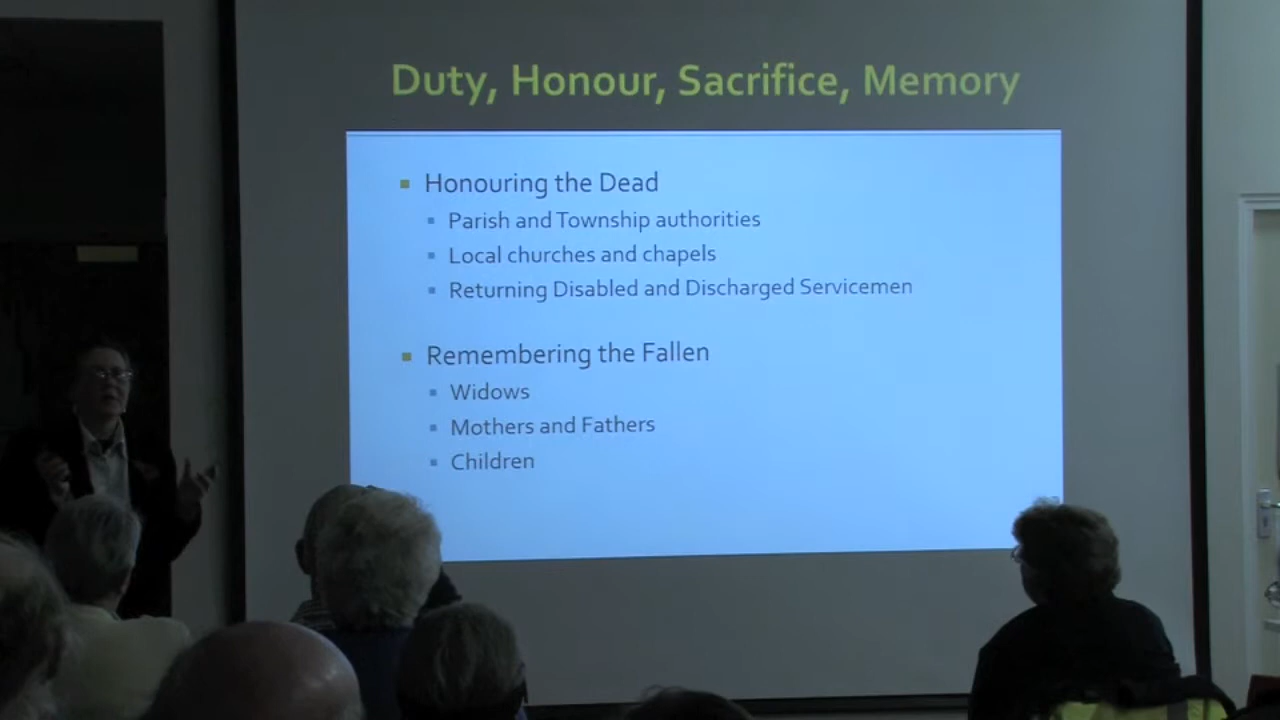 Duty, Honour, Sacrifice, Memory
Honouring the Dead
Parish and Township authorities
Local churches and chapels
Returning Disabled and Discharged Servicemen
Remembering the Fallen
Widows
Mothers and Fathers
Children